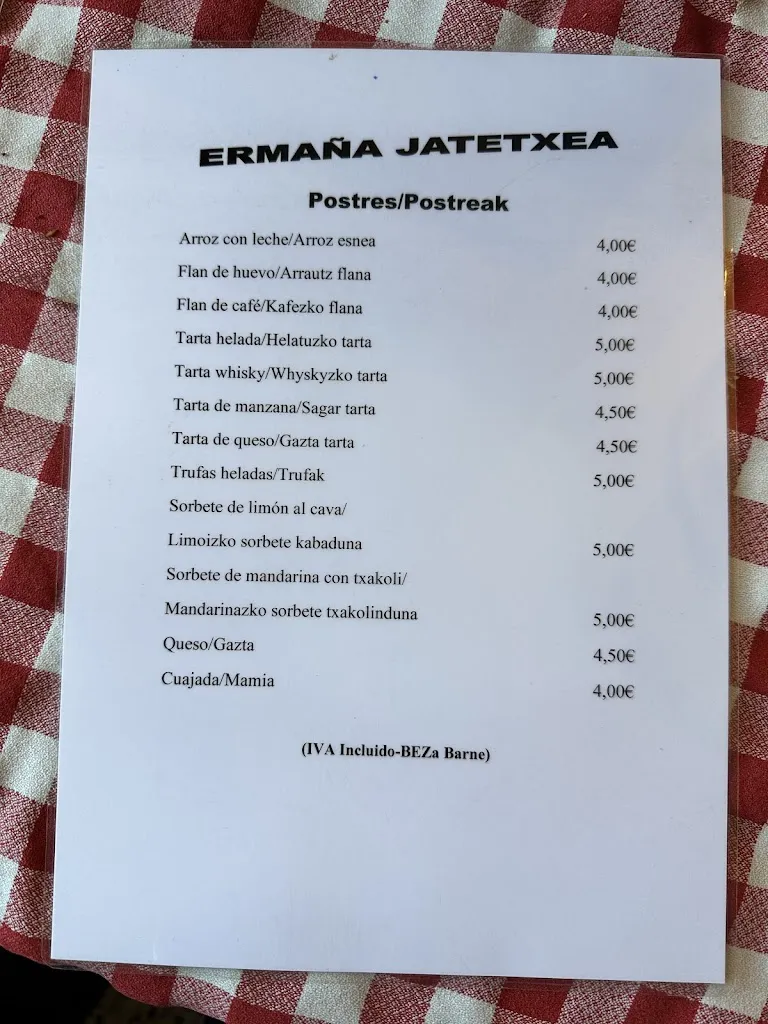 ERMAÑA JATETXEA
Postres/Postreak
Arroz con leche/Arroz esnea 4,00€
Flan de huevo/Arrautz flana 4,00€
Flan de café/Kafezko flana 4,00€
Tarta helada/Helatuzko tarta 5,00€
Tarta whisky/Whyskyzko tarta 5,00€
Tarta de manzana/Sagar tarta 4,50€
Tarta de queso/Gazta tarta 4,50€
Trufas heladas/Trufak 5,00€
Sorbete de limón al cava/
Limoizko sorbete kabaduna 5,00€
Sorbete de mandarina con txakoli/
Mandarinazko sorbete txakolinduna 5,00€
Queso/Gazta 4,50€
Cuajada/Mamia 4,00€
(IVA Incluido-BEZa Barne)